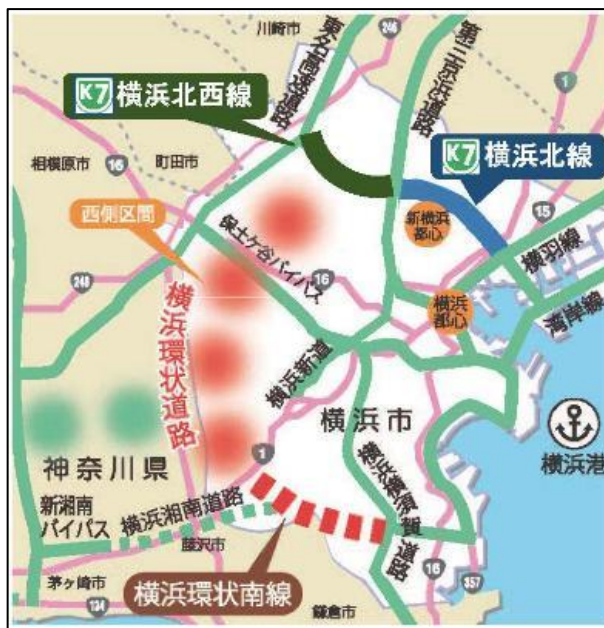 川崎市
246
東名高速道路
第三京浜道路
1
K7 横浜北西線
K7 横浜北線
相模原市
16
町田市
西側区間
新横浜
都心
15
横羽線
保土ケ谷バイパス
16
横浜
都心
湾岸線
246
横浜環状道路
横浜新道
横浜市
横浜港
神奈川県
1
新湘南
バイパス
横浜湘南道路
横浜横須賀道路
藤沢市
茅ヶ崎市
134
横浜環状南線
鎌倉市
16
357